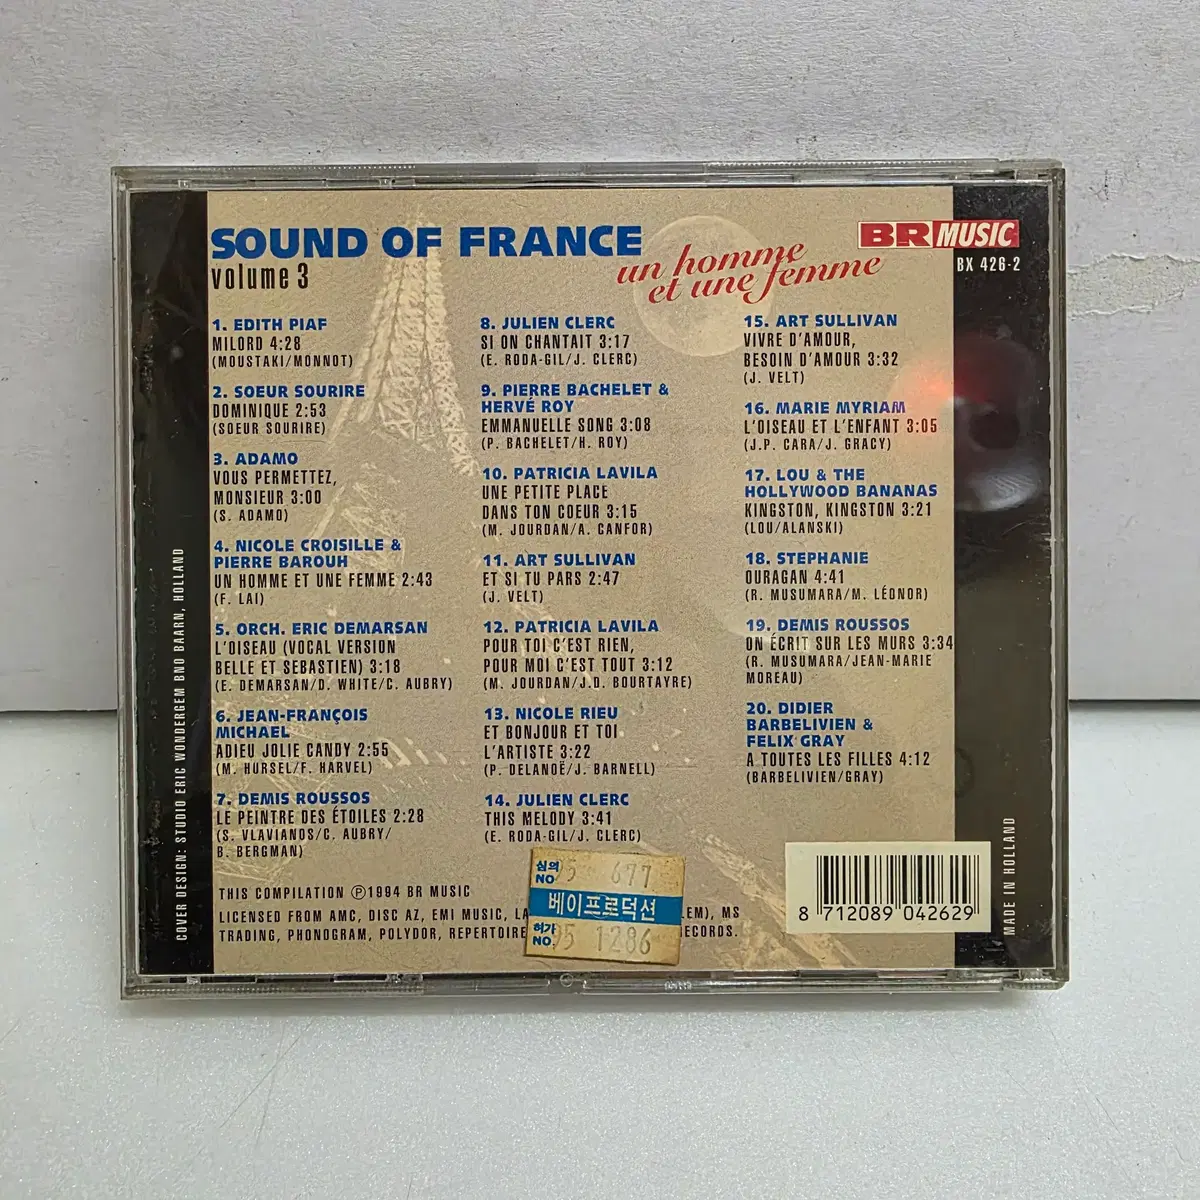 SOUND OF FRANCE
volume 3
un homme
et une femme
BR MUSIC
BX 426-2
1. EDITH PIAF
MILORD 4:28
(MOUSTAKI/MONNOT)
2. SOEUR SOURIRE
DOMINIQUE 2:53
(SOEUR SOURIRE)
3. ADAMO
VOUS PERMETTEZ,
MONSIEUR 3:00
(S. ADAMO)
4. NICOLE CROISILLE &
PIERRE BAROUH
UN HOMME ET UNE FEMME 2:43
(F. LAI)
5. ORCH. ERIC DEMARSAN
L'OISEAU (VOCAL VERSION
BELLE ET SEBASTIEN) 3:18
(E. DEMARSAN/D. WHITE/C. AUBRY)
6. JEAN-FRANÇOIS
MICHAEL
ADIEU JOLIE CANDY 2:55
(M. HURSEL/F. HARVEL)
7. DEMIS ROUSSOS
LE PEINTRE DES ÉTOILES 2:28
(S. VLAVIANOS/C. AUBRY/
B. BERGMAN)
8. JULIEN CLERC
SI ON CHANTAIT 3:17
(E. RODA-GIL/J. CLERC)
9. PIERRE BACHELET &
HERVÉ ROY
EMMANUELLE SONG 3:08
(P. BACHELET/H. ROY)
10. PATRICIA LAVILA
UNE PETITE PLACE
DANS TON COEUR 3:15
(M. JOURDAN/A. CANFOR)
11. ART SULLIVAN
ET SI TU PARS 2:47
(J. VELT)
12. PATRICIA LAVILA
POUR TOI C'EST RIEN,
POUR MOI C'EST TOUT 3:12
(M. JOURDAN/J.D. BOURTAYRE)
13. NICOLE RIEU
ET BONJOUR ET TOI
L'ARTISTE 3:22
(P. DELANOË/J. BARNELL)
14. JULIEN CLERC
THIS MELODY 3:41
(E. RODA-GIL/J. CLERC)
15. ART SULLIVAN
VIVRE D'AMOUR,
BESOIN D'AMOUR 3:32
(J. VELT)
16. MARIE MYRIAM
L'OISEAU ET L'ENFANT 3:05
(J.P. CARA/J. GRACY)
17. LOU & THE
HOLLYWOOD BANANAS
KINGSTON, KINGSTON 3:21
(LOU/ALANSKI)
18. STEPHANIE
OURAGAN 4:41
(R. MUSUMARA/M. LÉONOR)
19. DEMIS ROUSSOS
ON ÉCRIT SUR LES MURS 3:34
(R. MUSUMARA/JEAN-MARIE
MOREAU)
20. DIDIER
BARBELIVIEN &
FELIX GRAY
A TOUTES LES FILLES 4:12
(BARBELIVIEN/GRAY)
THIS COMPILATION ℗1994 BR MUSIC
LICENSED FROM AMC, DISC AZ, EMI MUSIC, MS
TRADING, PHONOGRAM, POLYDOR, REPERTOIRE
심의
NO 95 677
베이프로덕션
허가
NO. 95 1286
8 712089 042629
COVER DESIGN: STUDIO ERIC WONDERGEM BNO BAARN, HOLLAND
MADE IN HOLLAND